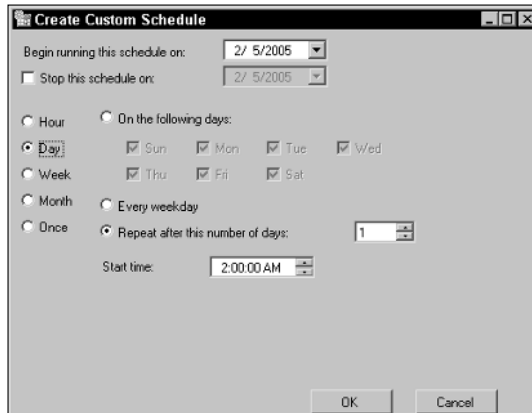 Create Custom Schedule
Begin running this schedule on: 2/ 5/2005
Stop this schedule on: 2/ 5/2005
Hour
On the following days:
Day
Sun Mon Tue Wed
Week
Thu Fri Sat
Month
Every weekday
Once
Repeat after this number of days: 1
Start time: 2:00:00 AM
OK Cancel